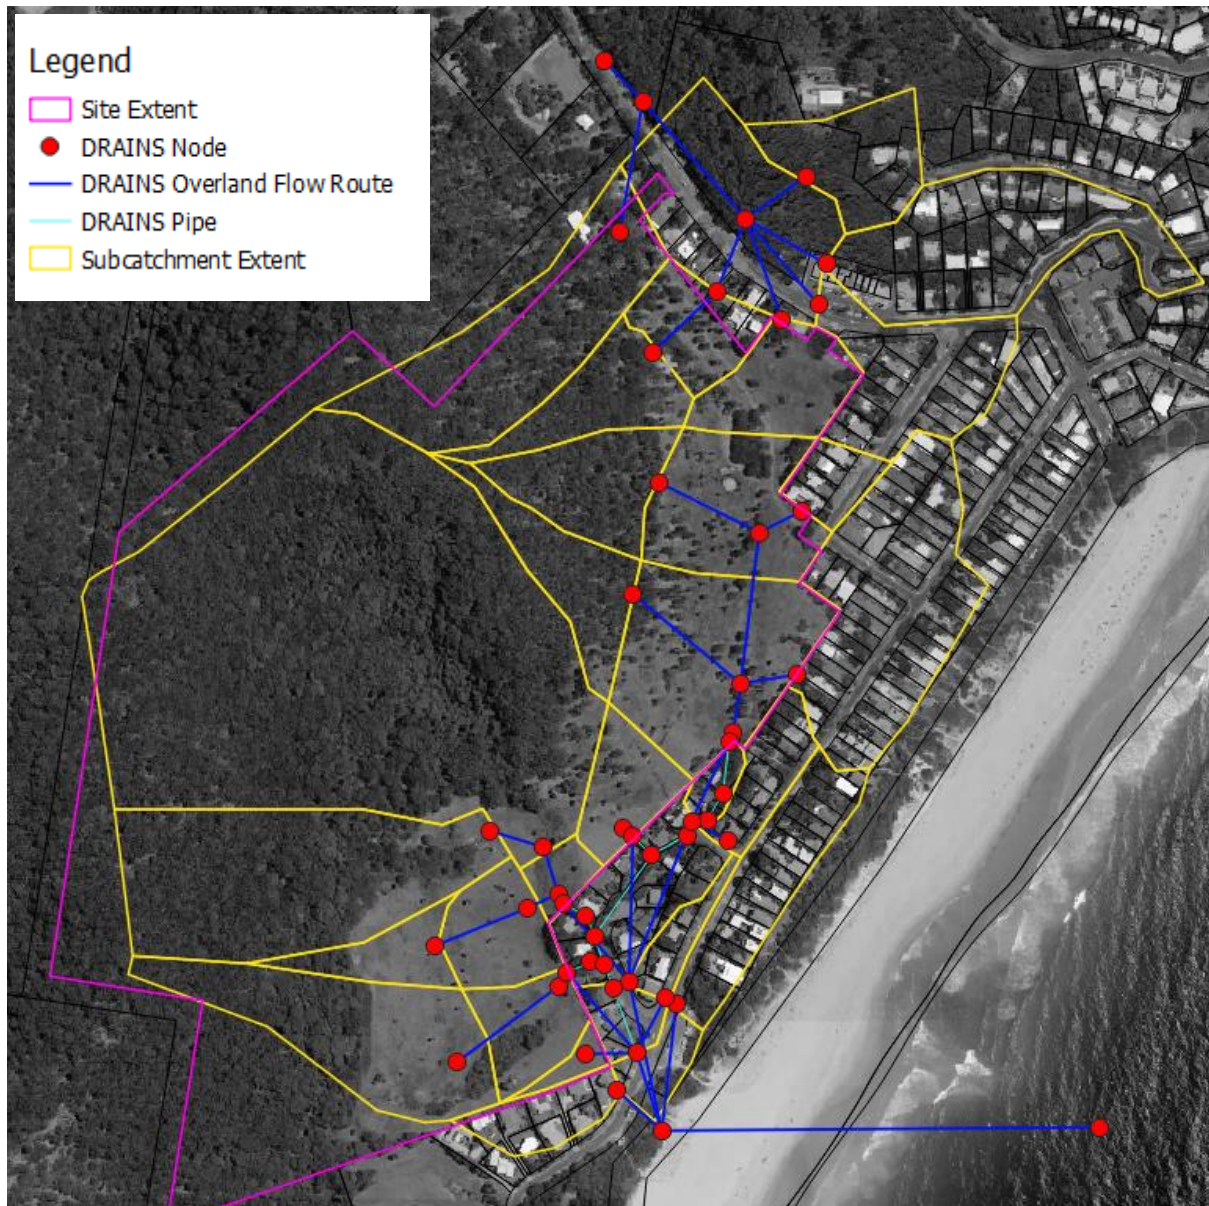 Legend
Site Extent
DRAINS Node
DRAINS Overland Flow Route
DRAINS Pipe
Subcatchment Extent